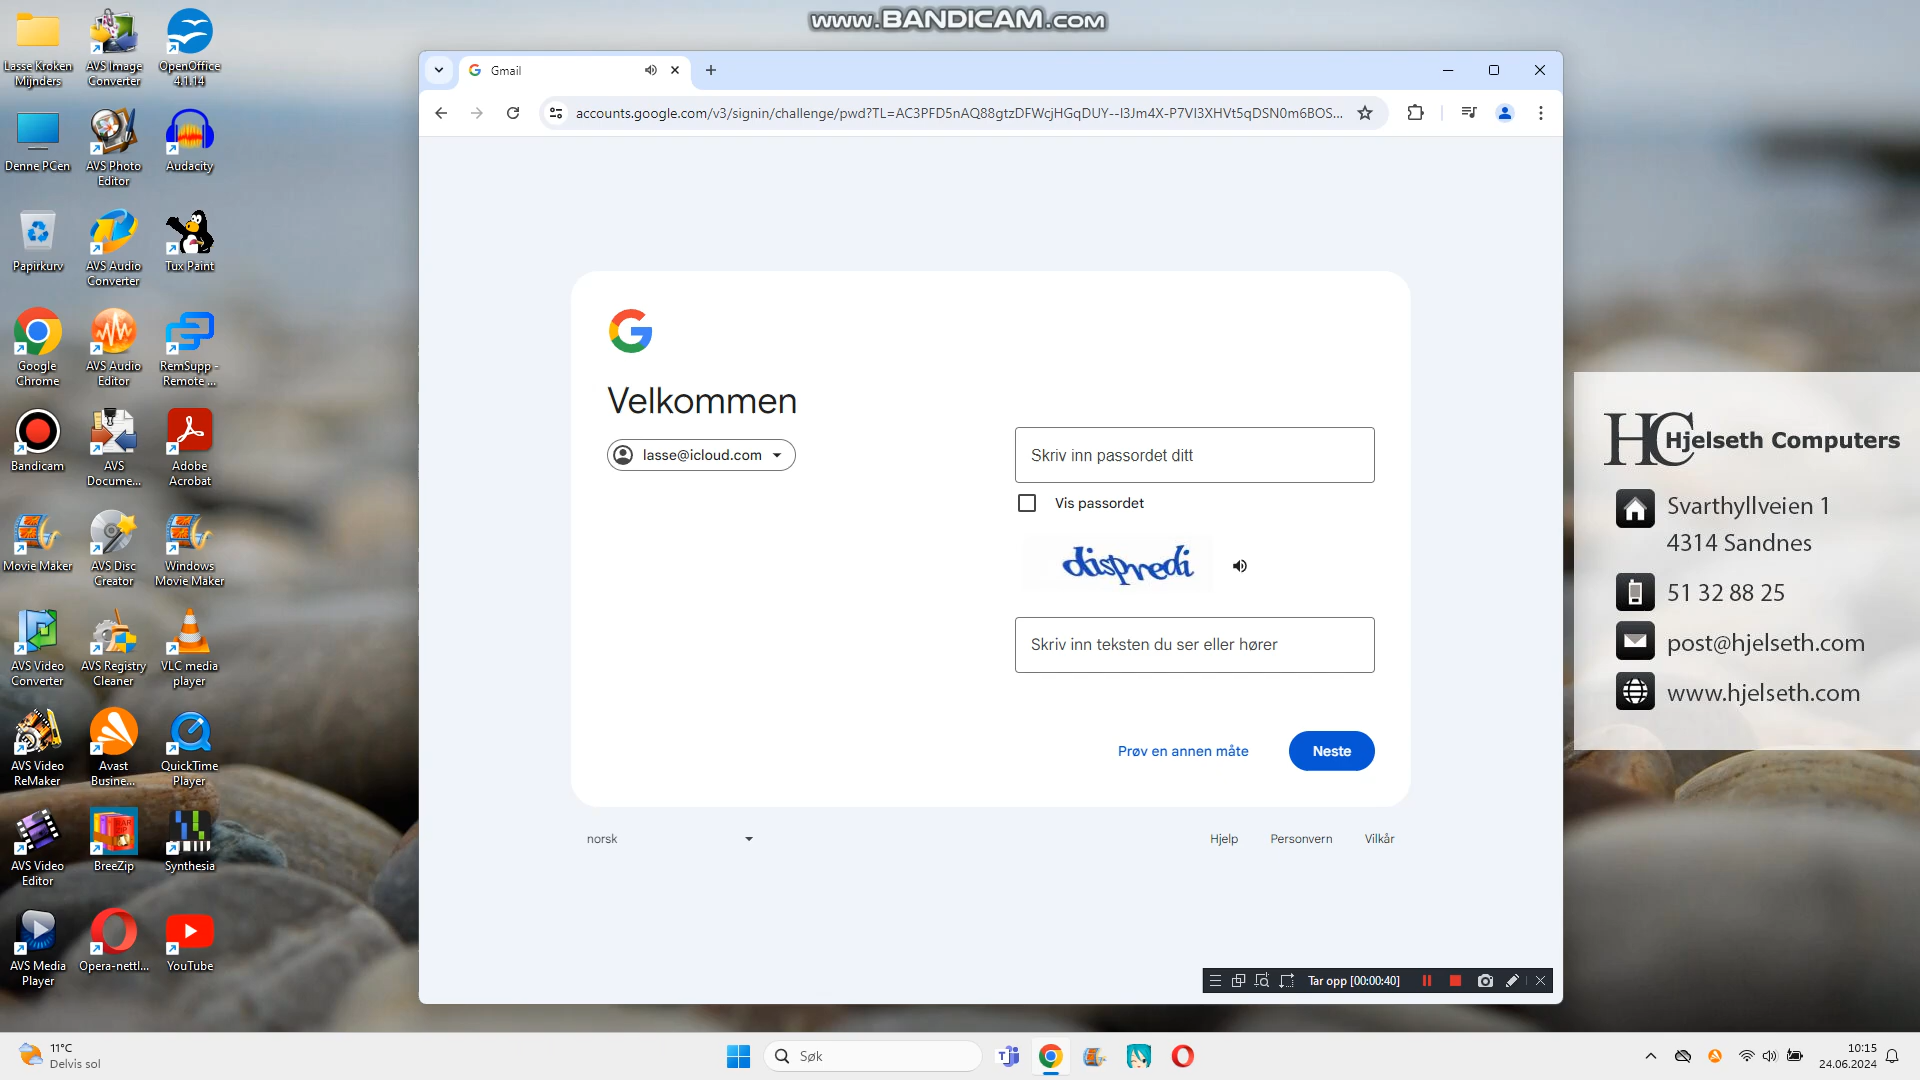 www.BANDICAM.com
Lasse Kroken
Mijnders
AVS Image
Converter
OpenOffice
4.1.14
Denne PCen
AVS Photo
Editor
Audacity
Papirkurv
AVS Audio
Converter
Tux Paint
Google
Chrome
AVS Audio
Editor
RemSupp -
Remote ...
Bandicam
AVS
Docume...
Adobe
Acrobat
Movie Maker
AVS Disc
Creator
Windows
Movie Maker
AVS Video
Converter
AVS Registry
Cleaner
VLC media
player
AVS Video
ReMaker
Avast
Busine...
QuickTime
Player
AVS Video
Editor
BreeZip
Synthesia
AVS Media
Player
Opera-nettl...
YouTube
Gmail
accounts.google.com/v3/signin/challenge/pwd?TL=AC3PFD5nAQ88gtzDFWcjHGqDUY--I3Jm4X-P7VI3XHVt5qDSN0m6BOS...
Velkommen
lasse@icloud.com
Skriv inn passordet ditt
Vis passordet
dispredi
Skriv inn teksten du ser eller hører
Prøv en annen måte
Neste
norsk
Hjelp
Personvern
Vilkår
Tar opp [00:00:40]
HC Hjelseth Computers
Svarthyllveien 1
4314 Sandnes
51 32 88 25
post@hjelseth.com
www.hjelseth.com
11°C
Delvis sol
Søk
10:15
24.06.2024